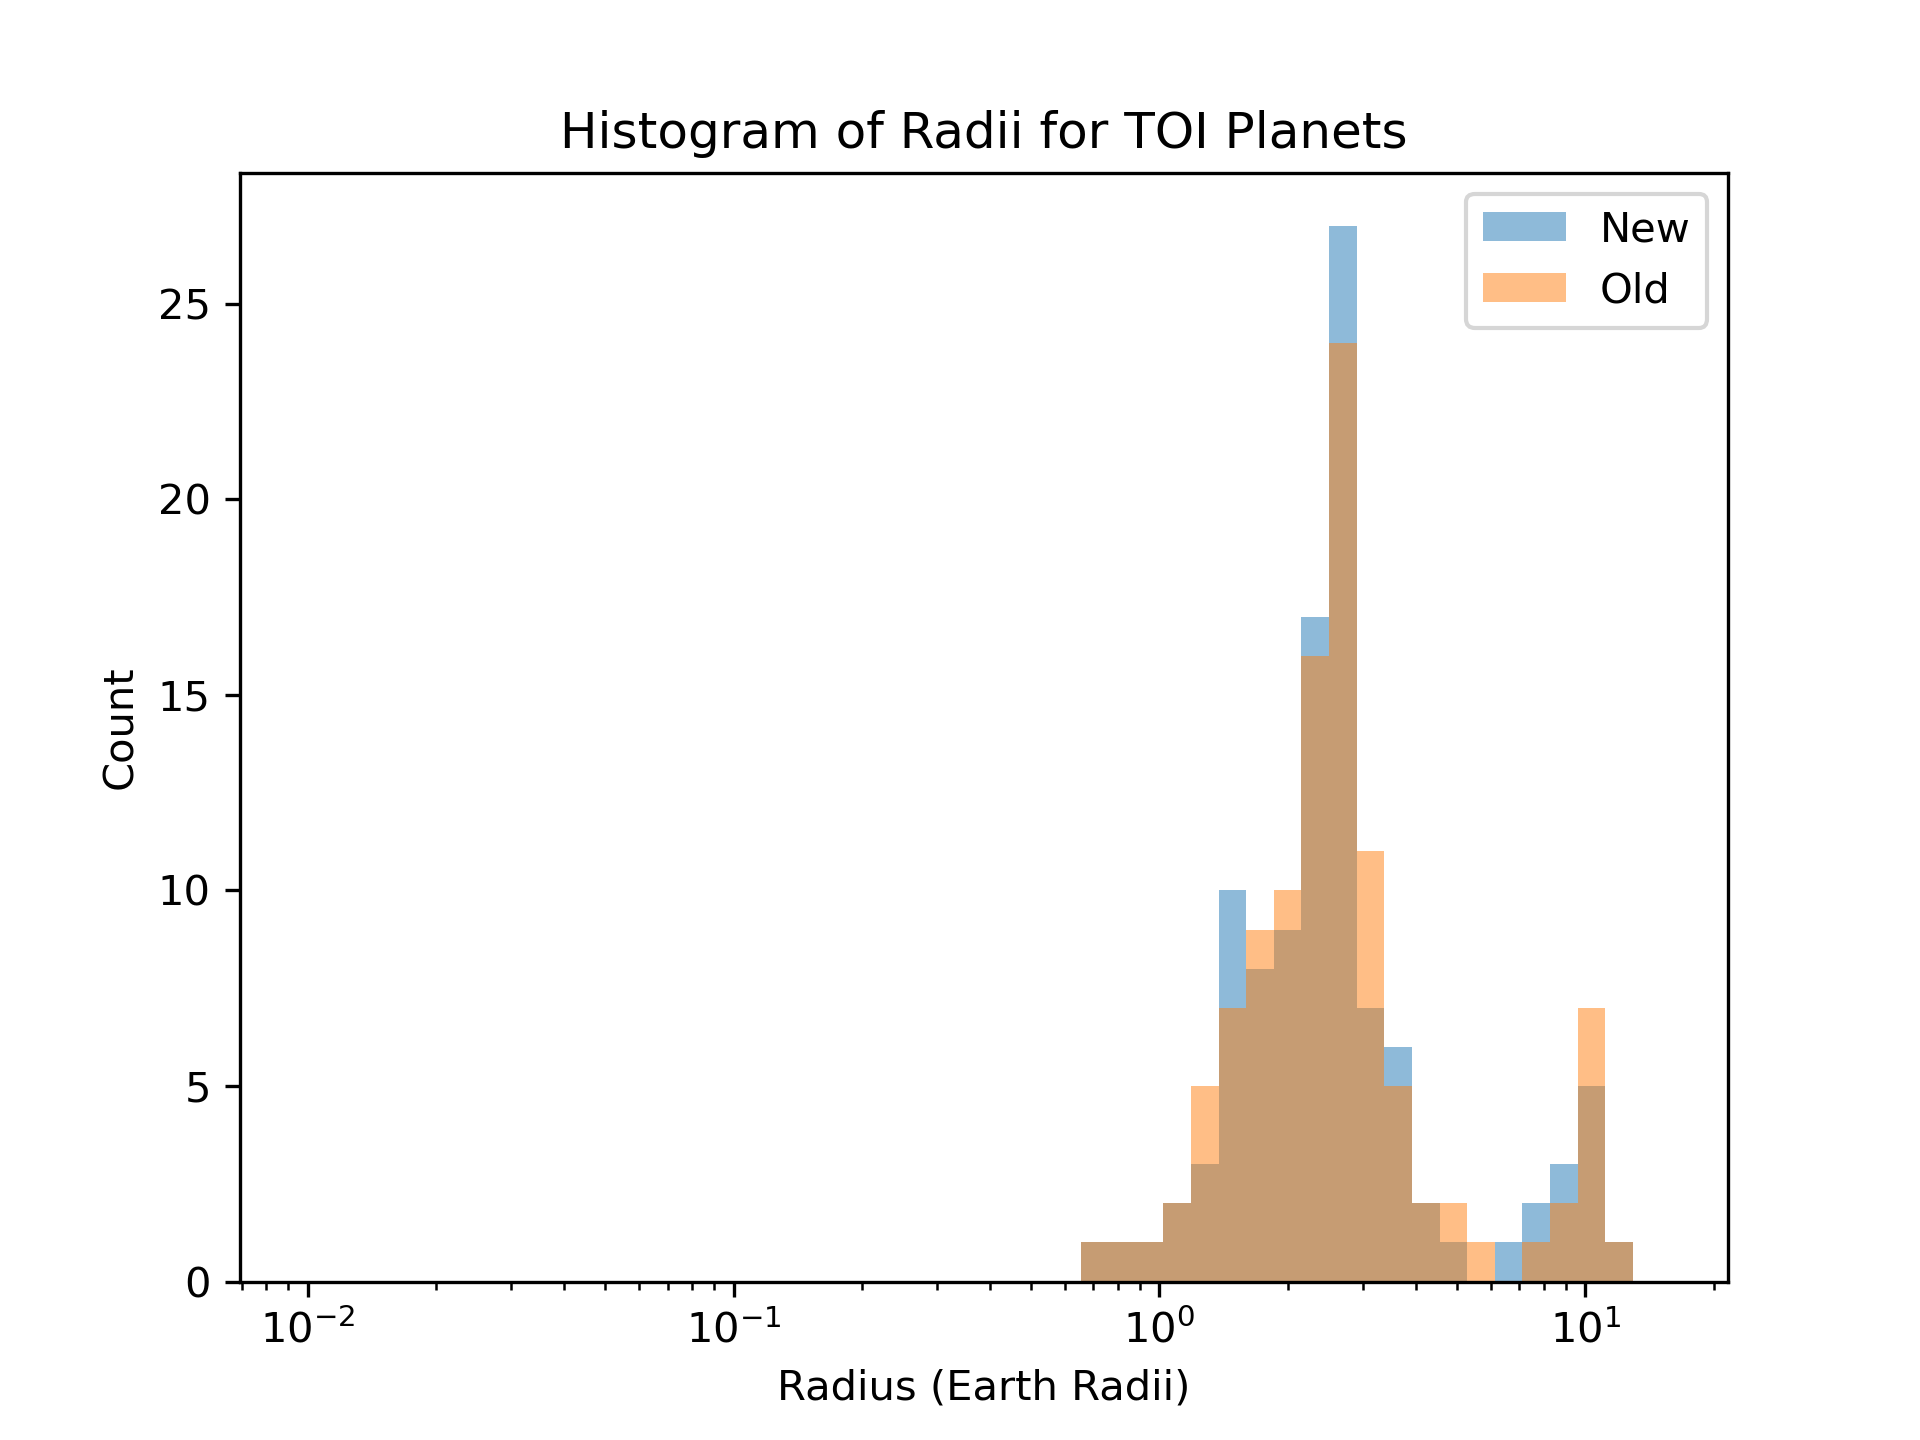 Histogram of Radii for TOI Planets
New
Old
Count
25
20
15
10
5
0
10⁻² 10⁻¹ 10⁰ 10¹
Radius (Earth Radii)